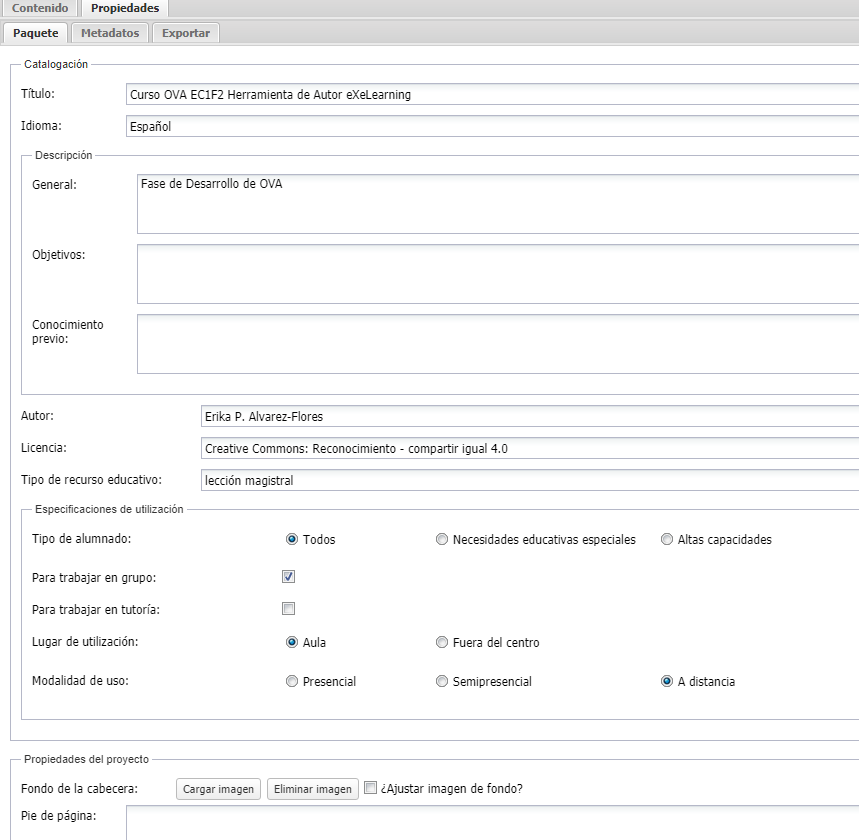 Contenido Propiedades
Paquete Metadatos Exportar
Catalogación
Título: Curso OVA EC1F2 Herramienta de Autor eXeLearning
Idioma: Español
Descripción
General: Fase de Desarrollo de OVA
Objetivos:
Conocimiento
previo:
Autor: Erika P. Alvarez-Flores
Licencia: Creative Commons: Reconocimiento - compartir igual 4.0
Tipo de recurso educativo: lección magistral
Especificaciones de utilización
Tipo de alumnado: Todos Necesidades educativas especiales Altas capacidades
Para trabajar en grupo:
Para trabajar en tutoría:
Lugar de utilización: Aula Fuera del centro
Modalidad de uso: Presencial Semipresencial A distancia
Propiedades del proyecto
Fondo de la cabecera: Cargar imagen Eliminar imagen ¿Ajustar imagen de fondo?
Pie de página: